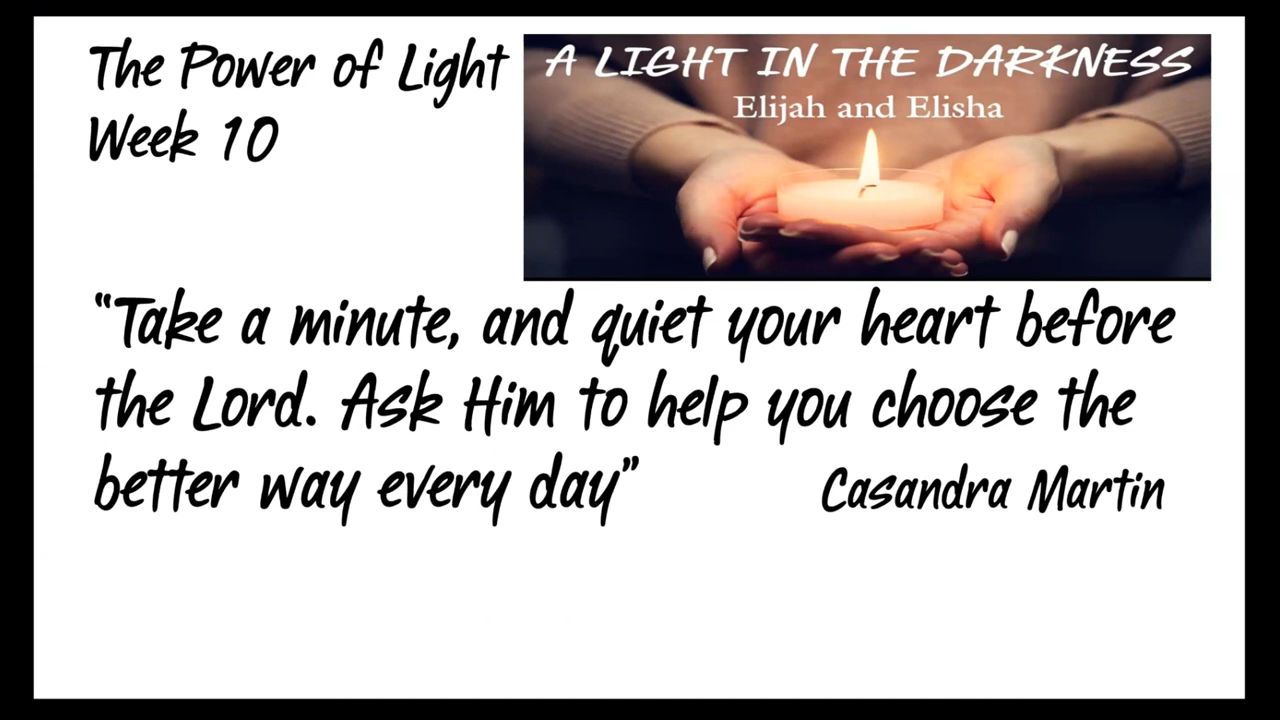 The Power of Light
Week 10
A LIGHT IN THE DARKNESS
Elijah and Elisha
“Take a minute, and quiet your heart before
the Lord. Ask Him to help you choose the
better way every day”
Casandra Martin